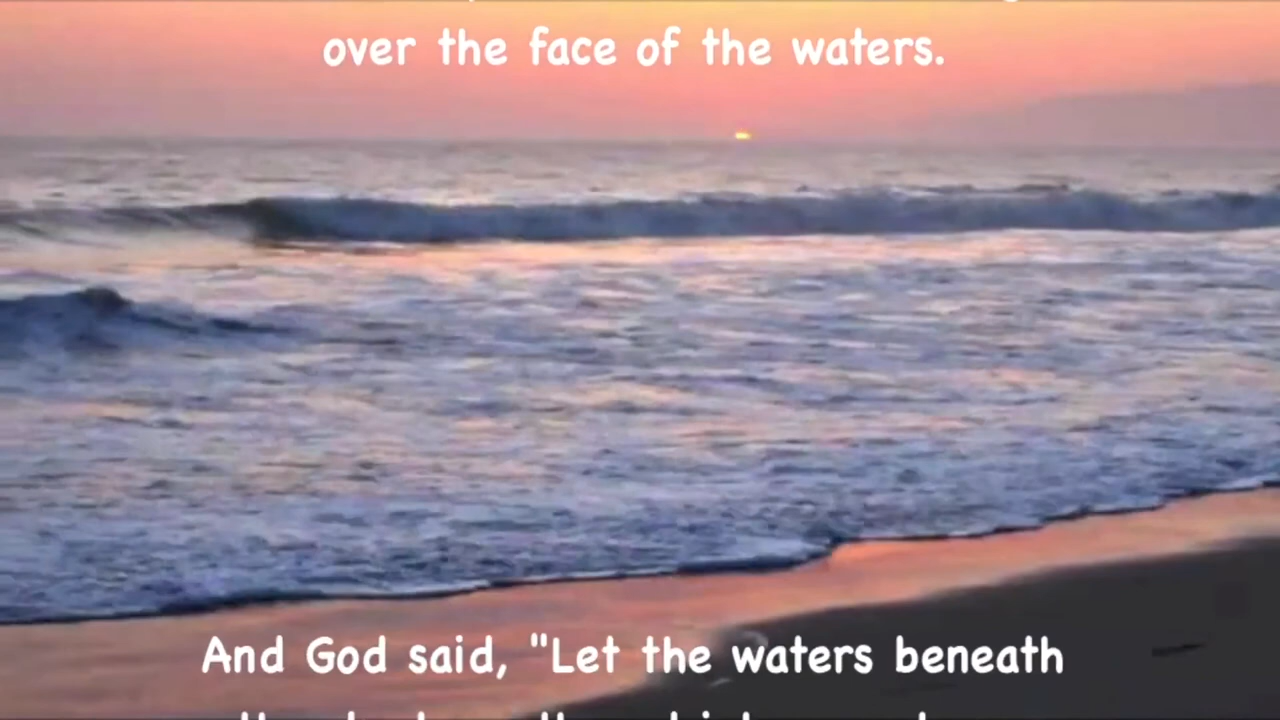 over the face of the waters.
And God said, "Let the waters beneath